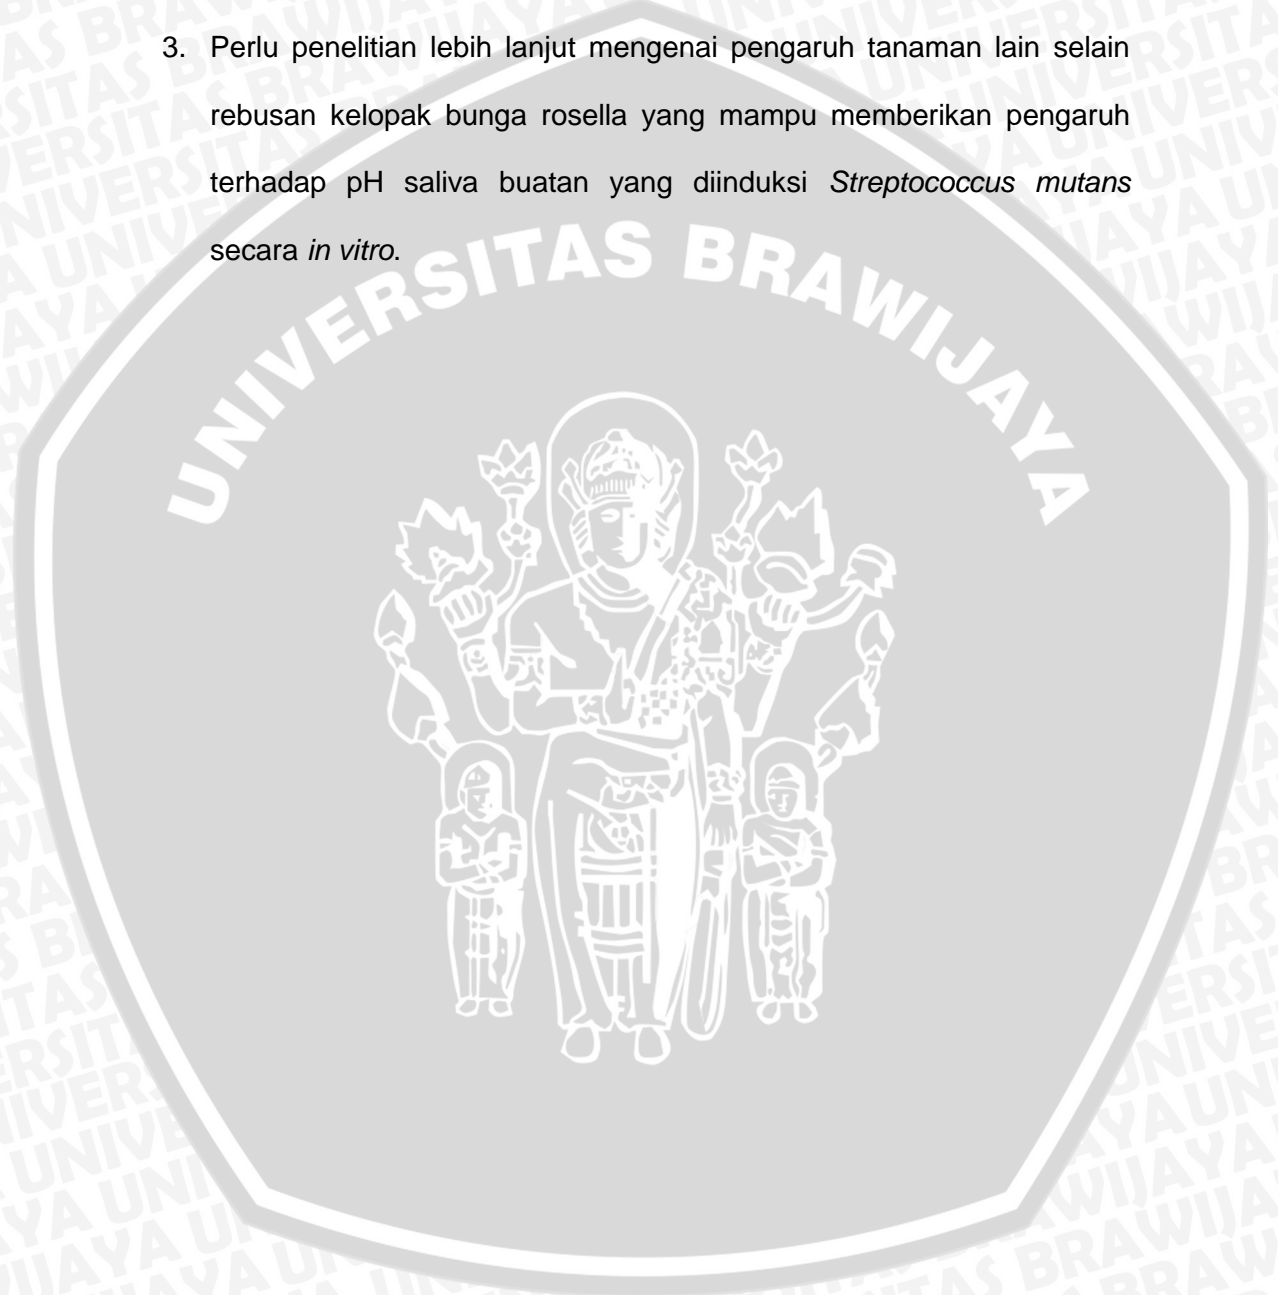 3. Perlu penelitian lebih lanjut mengenai pengaruh tanaman lain selain
rebusan kelopak bunga rosella yang mampu memberikan pengaruh
terhadap pH saliva buatan yang diinduksi Streptococcus mutans
secara in vitro.
UNIVERSITAS BRAWIJAYA